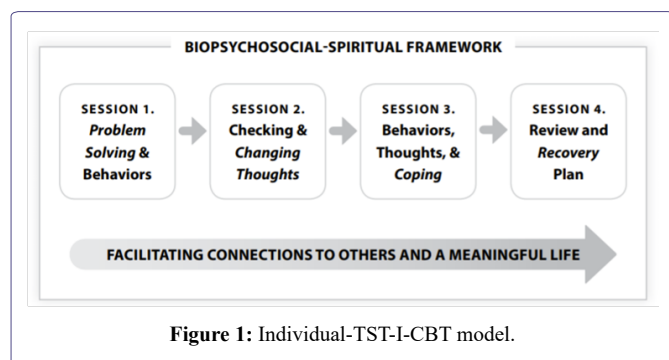 BIOPSYCHOSOCIAL-SPIRITUAL FRAMEWORK
SESSION 1.
Problem
Solving &
Behaviors
SESSION 2.
Checking &
Changing
Thoughts
SESSION 3.
Behaviors,
Thoughts, &
Coping
SESSION 4.
Review and
Recovery
Plan
FACILITATING CONNECTIONS TO OTHERS AND A MEANINGFUL LIFE
Figure 1: Individual-TST-I-CBT model.